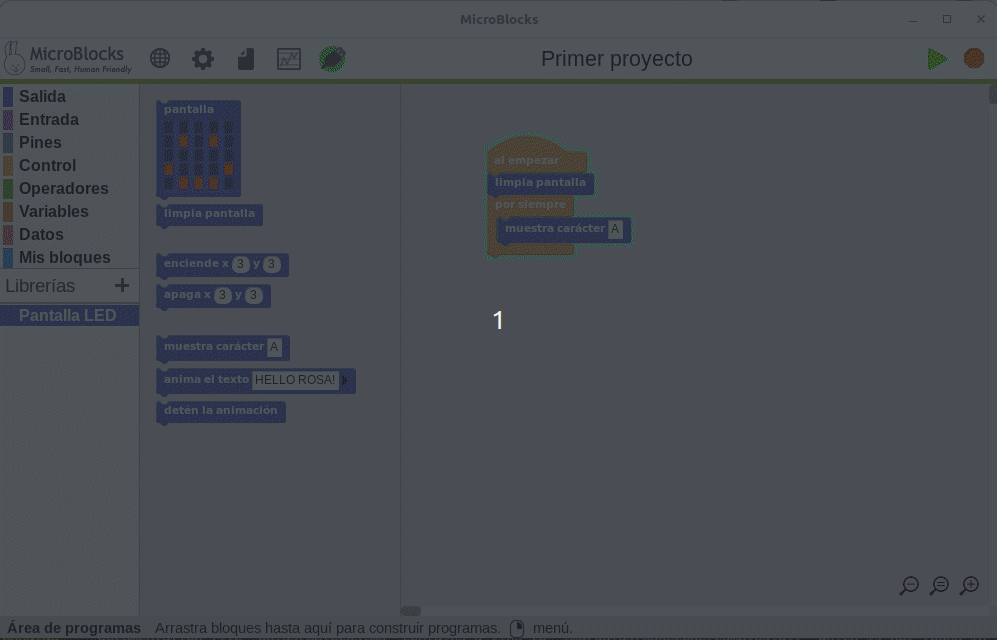 MicroBlocks
MicroBlocks
Small, Fast, Human Friendly
Primer proyecto
Salida
Entrada
Pines
Control
Operadores
Variables
Datos
Mis bloques
Librerías +
Pantalla LED
pantalla
limpia pantalla
enciende x 3 y 3
apaga x 3 y 3
muestra carácter A
anima el texto HELLO ROSA!
detén la animación
al empezar
limpia pantalla
por siempre
muestra carácter A
1
Área de programas Arrastra bloques hasta aquí para construir programas. menú.